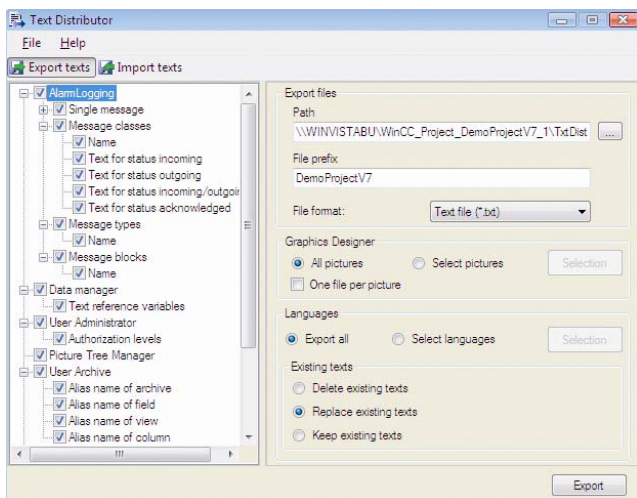 Text Distributor
File Help
Export texts Import texts
AlarmLogging
Single message
Message classes
Name
Text for status incoming
Text for status outgoing
Text for status incoming/outgoir
Text for status acknowledged
Message types
Name
Message blocks
Name
Data manager
Text reference variables
User Administrator
Authorization levels
Picture Tree Manager
User Archive
Alias name of archive
Alias name of field
Alias name of view
Alias name of column
Export files
Path
\\WINVISTABU\WinCC_Project_DemoProjectV7_1\TxtDist ...
File prefix
DemoProjectV7
File format: Text file (*.txt)
Graphics Designer
All pictures Select pictures Selection
One file per picture
Languages
Export all Select languages Selection
Existing texts
Delete existing texts
Replace existing texts
Keep existing texts
Export